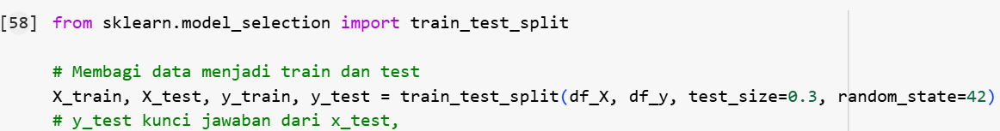 [58] from sklearn.model_selection import train_test_split
# Membagi data menjadi train dan test
X_train, X_test, y_train, y_test = train_test_split(df_X, df_y, test_size=0.3, random_state=42)
# y_test kunci jawaban dari x_test,